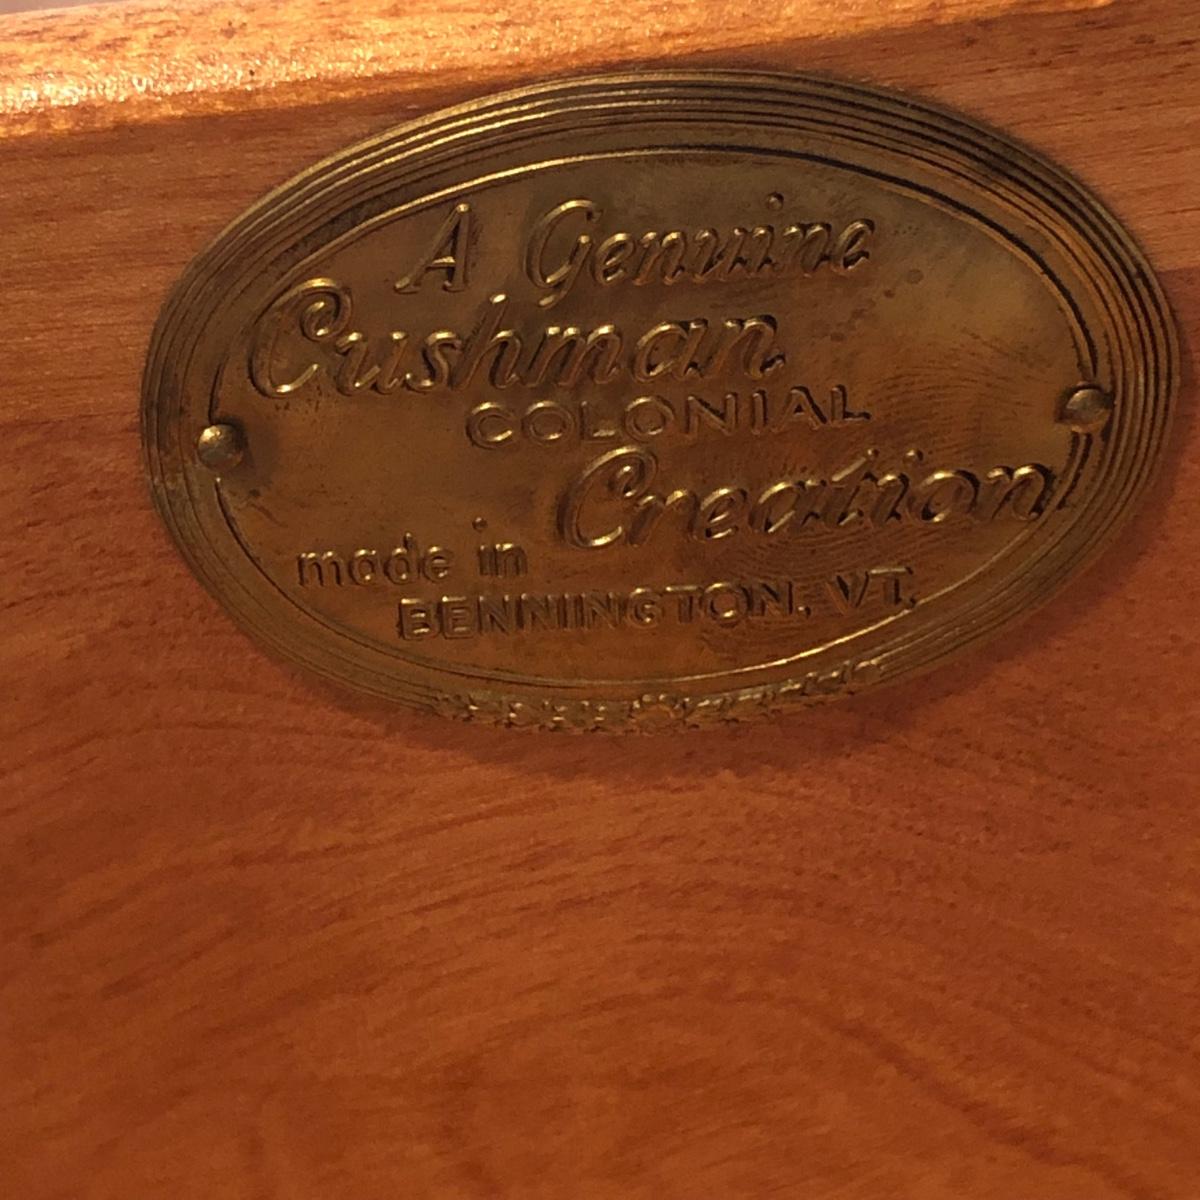 A Genuine
Cushman
COLONIAL
Creation
made in
BENNINGTON, VT.